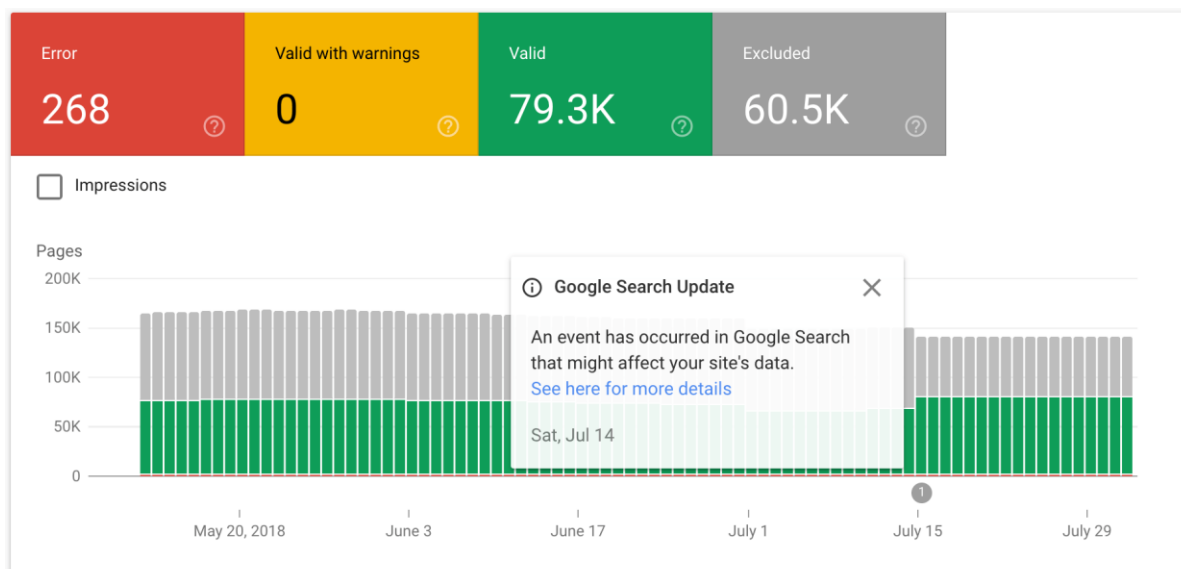 Error
Valid with warnings
Valid
Excluded
268
0
79.3K
60.5K
Impressions
Pages
200K
150K
100K
50K
0
Google Search Update
An event has occurred in Google Search
that might affect your site's data.
See here for more details
Sat, Jul 14
1
May 20, 2018
June 3
June 17
July 1
July 15
July 29